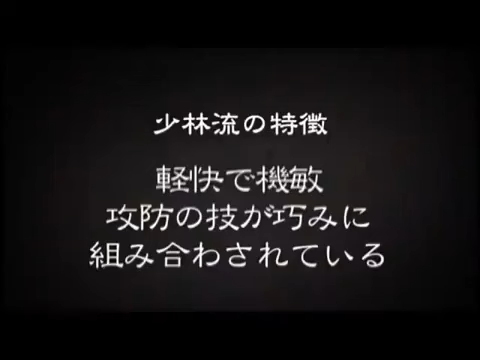 少林流の特徴
軽快で機敏
攻防の技が巧みに
組み合わされている